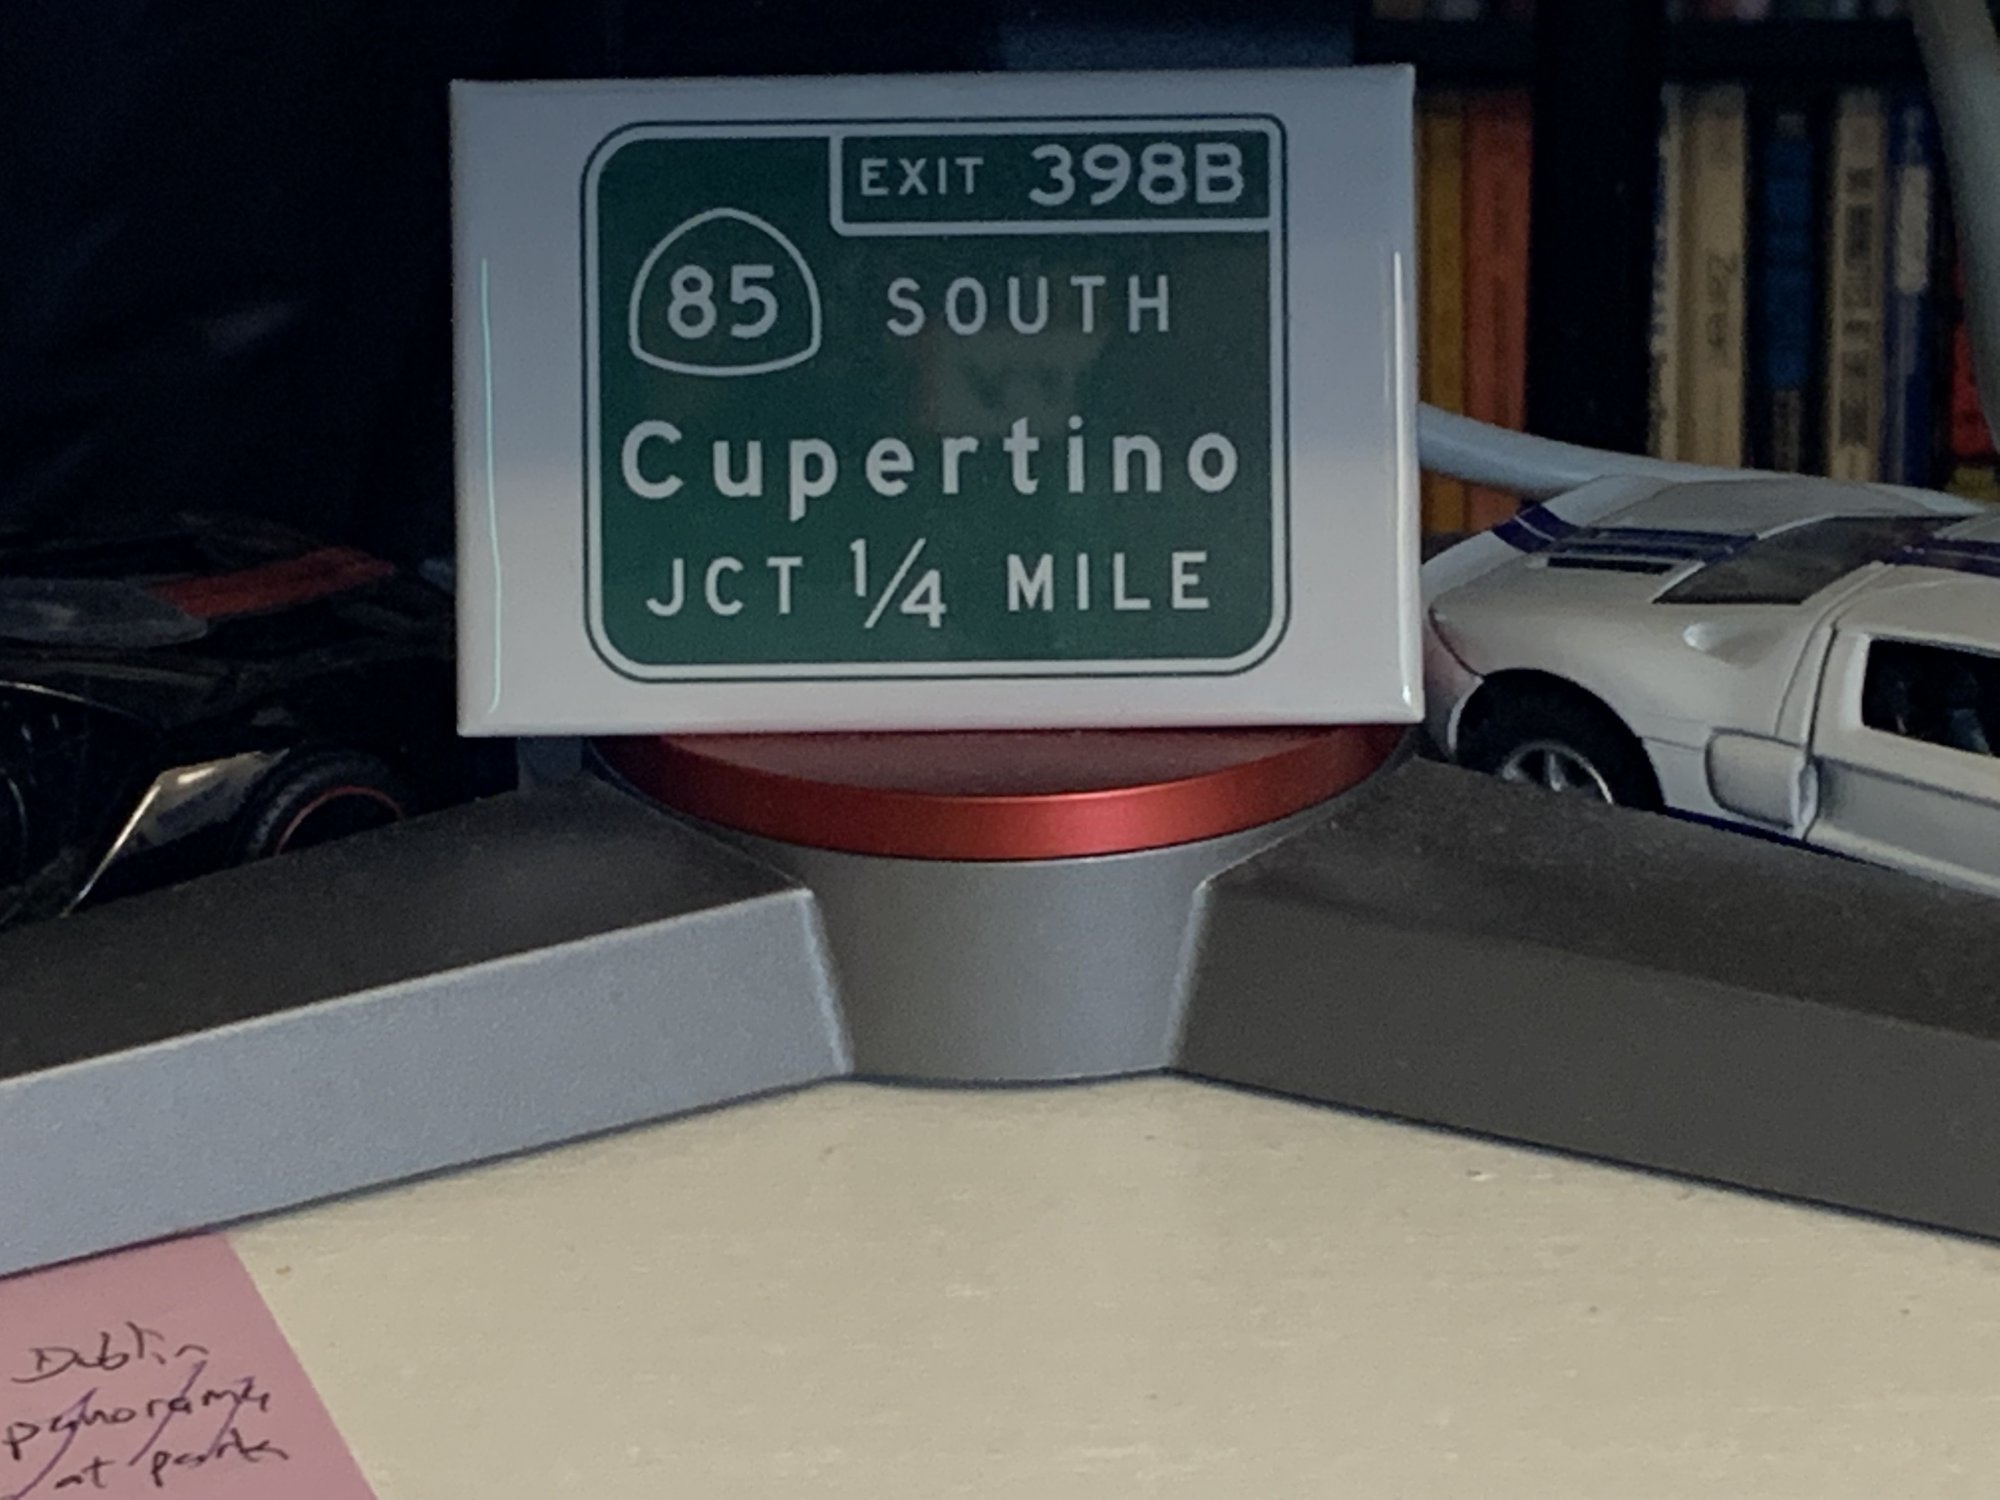 EXIT 398B
85 SOUTH
Cupertino
JCT 1/4 MILE
Dublin
panorama
at park